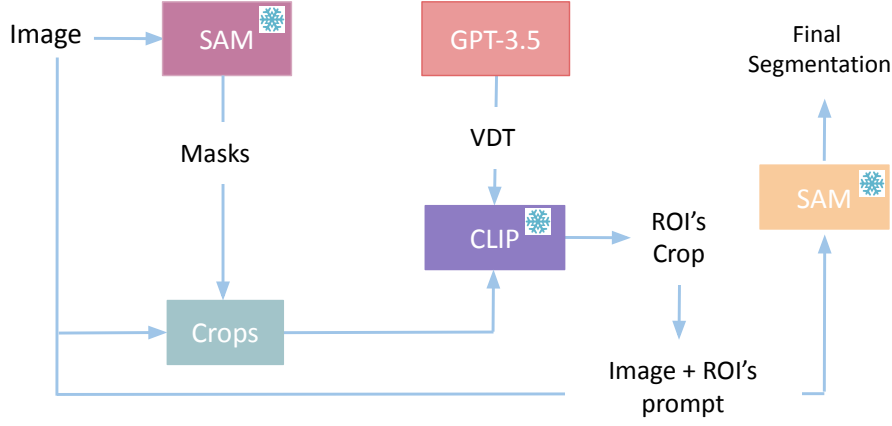 Image
SAM
GPT-3.5
Final
Segmentation
Masks
VDT
SAM
CLIP
ROI's
Crop
Crops
Image + ROI's
prompt